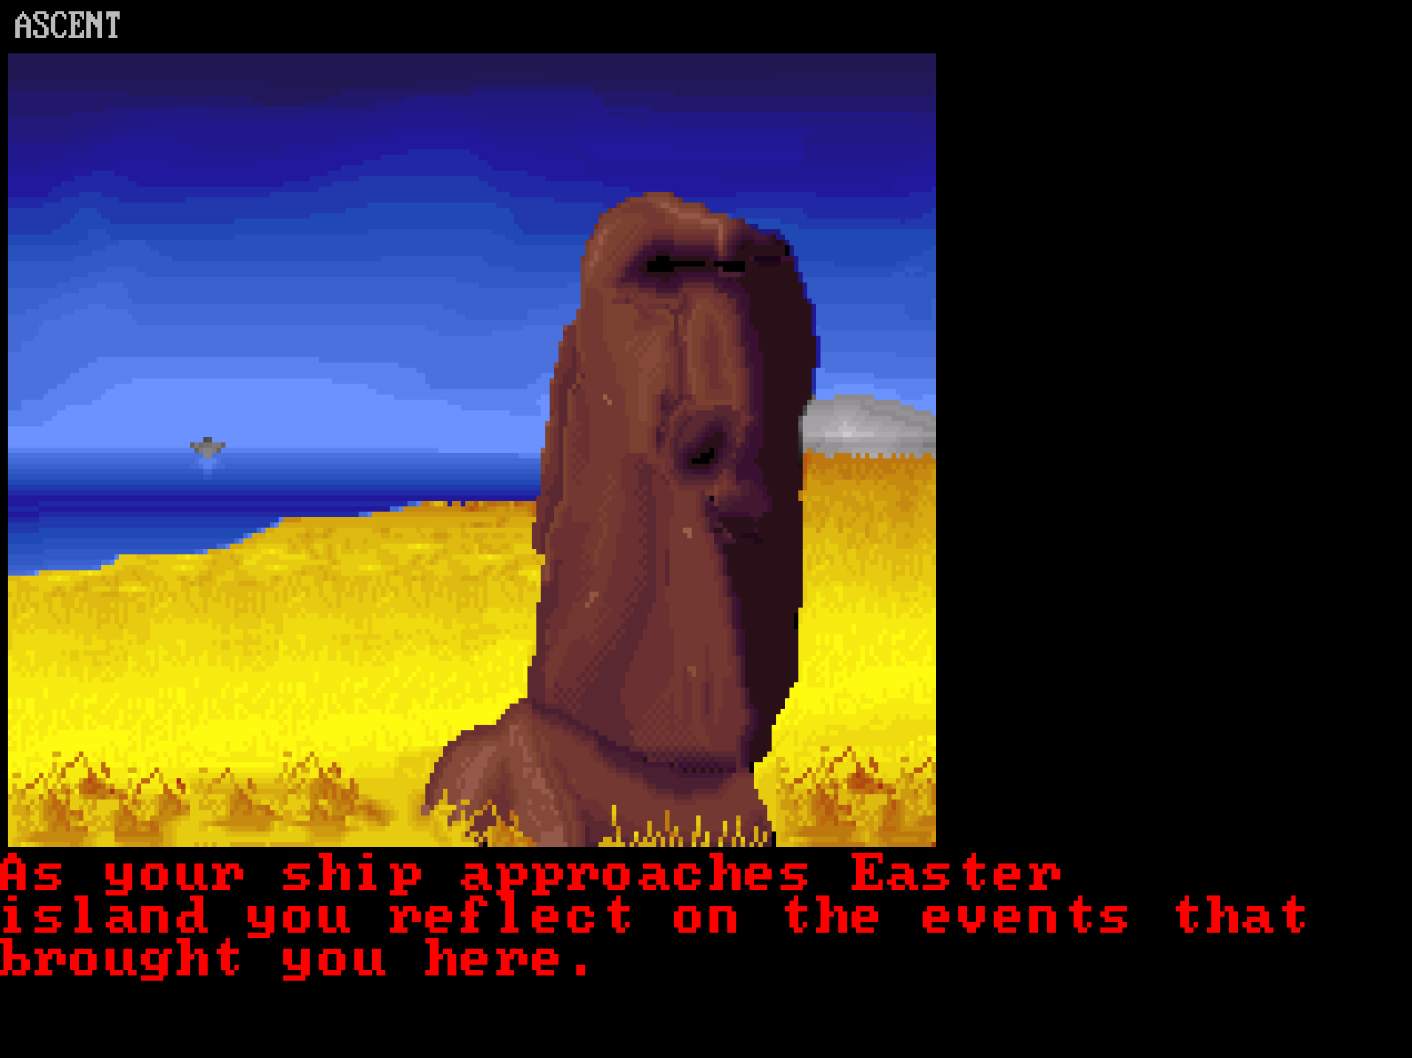 ASCENT
As your ship approaches Easter
island you reflect on the events that
brought you here.